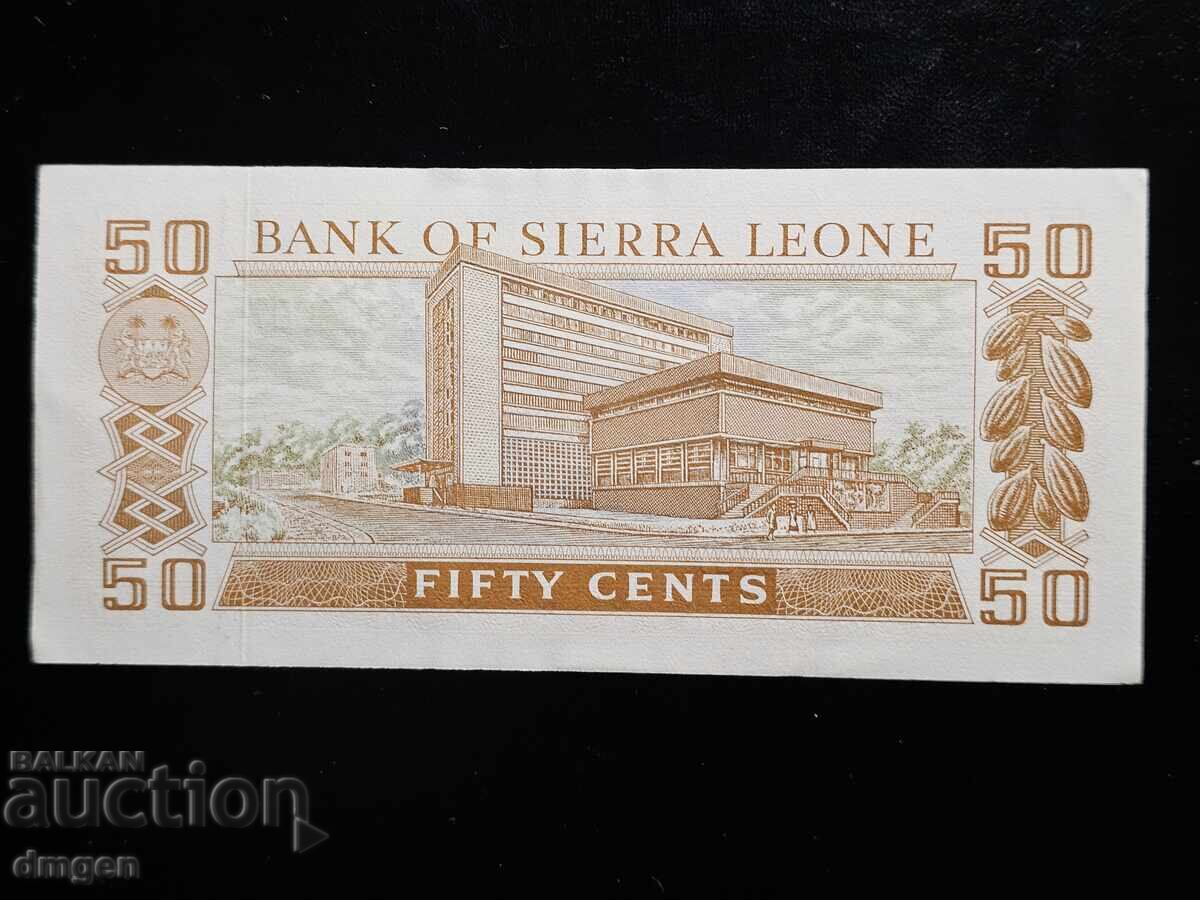 50 BANK OF SIERRA LEONE 50
50 FIFTY CENTS 50
BALKAN
auction
dmgen